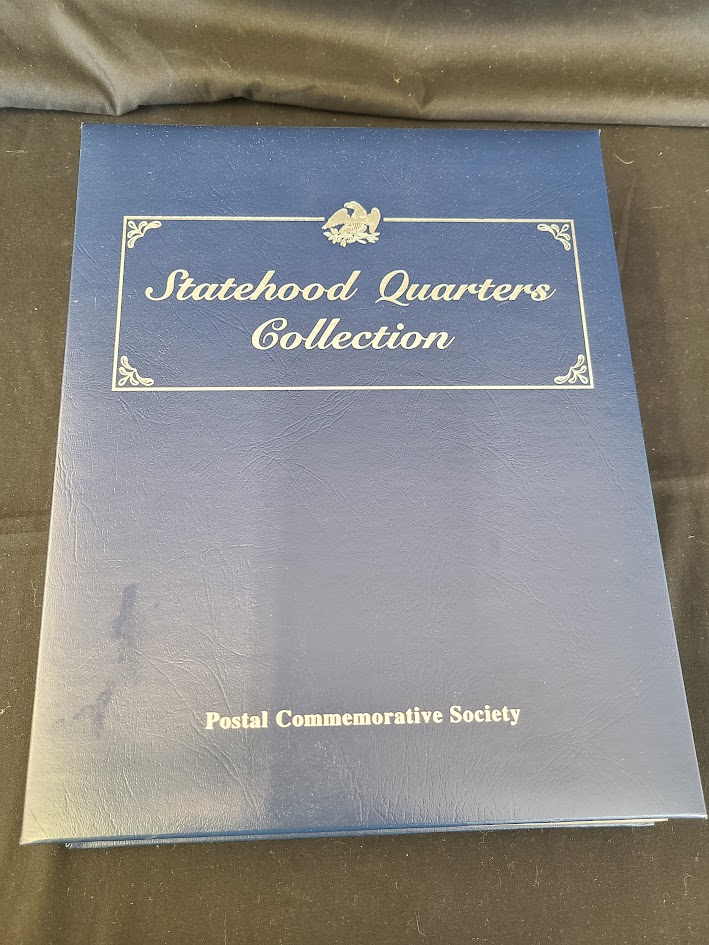 Statehood Quarters
Collection
Postal Commemorative Society